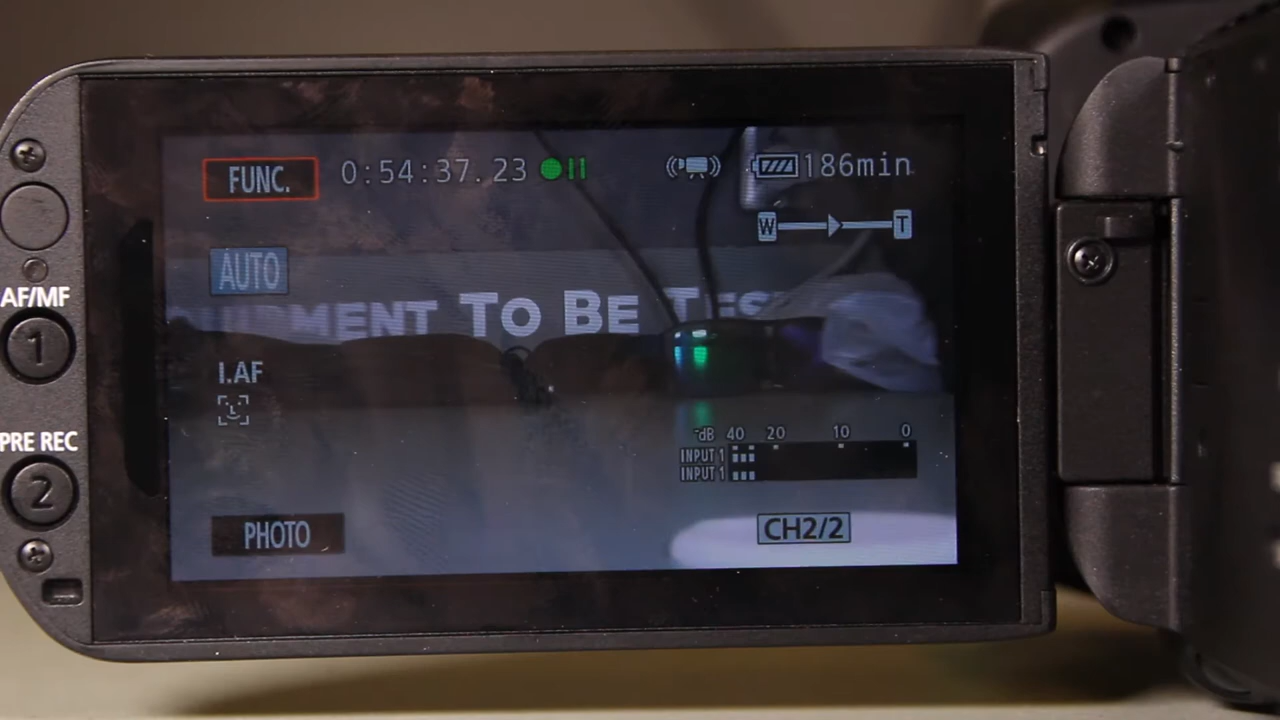 FUNC. 0:54:37.23 186min
W T
AUTO
TO BE
AF/MF
1
I.AF
PRE REC
2
-dB 40 20 10 0
INPUT 1
INPUT 1
PHOTO
CH2/2